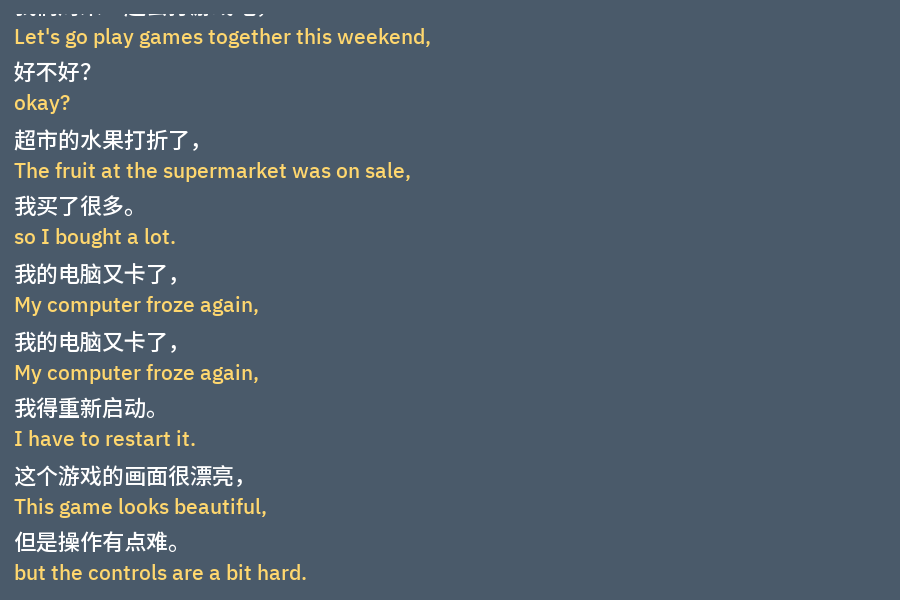 Let's go play games together this weekend,
好不好？
okay?
超市的水果打折了，
The fruit at the supermarket was on sale,
我买了很多。
so I bought a lot.
我的电脑又卡了，
My computer froze again,
我的电脑又卡了，
My computer froze again,
我得重新启动。
I have to restart it.
这个游戏的画面很漂亮，
This game looks beautiful,
但是操作有点难。
but the controls are a bit hard.